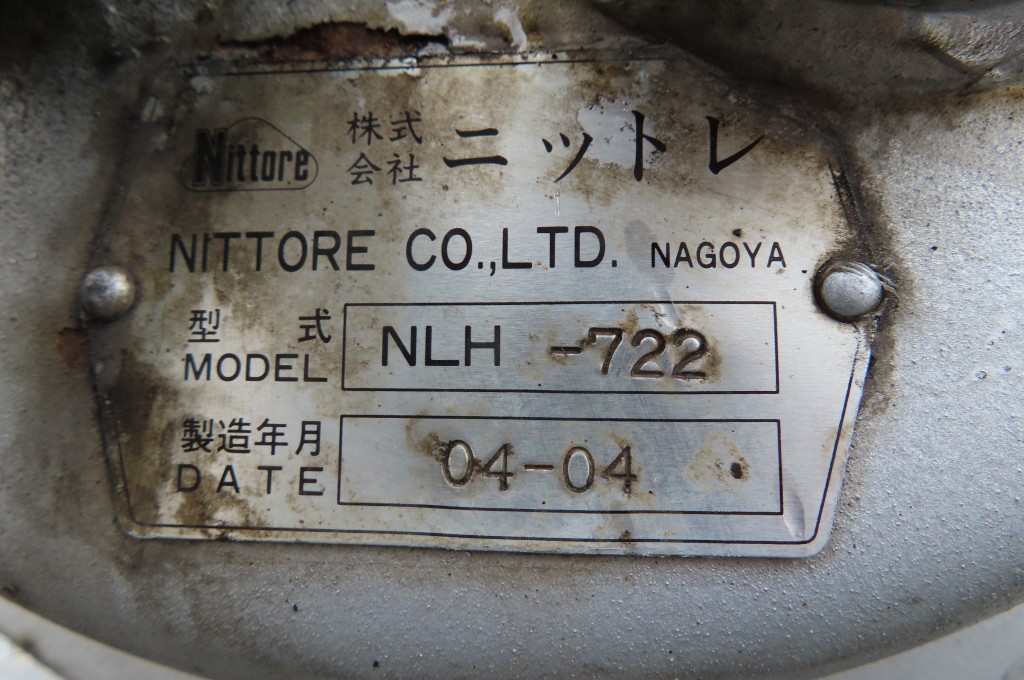 Nittore 株式会社 ニットレ
NITTORE CO.,LTD. NAGOYA
型式
MODEL NLH -722
製造年月
DATE 04-04